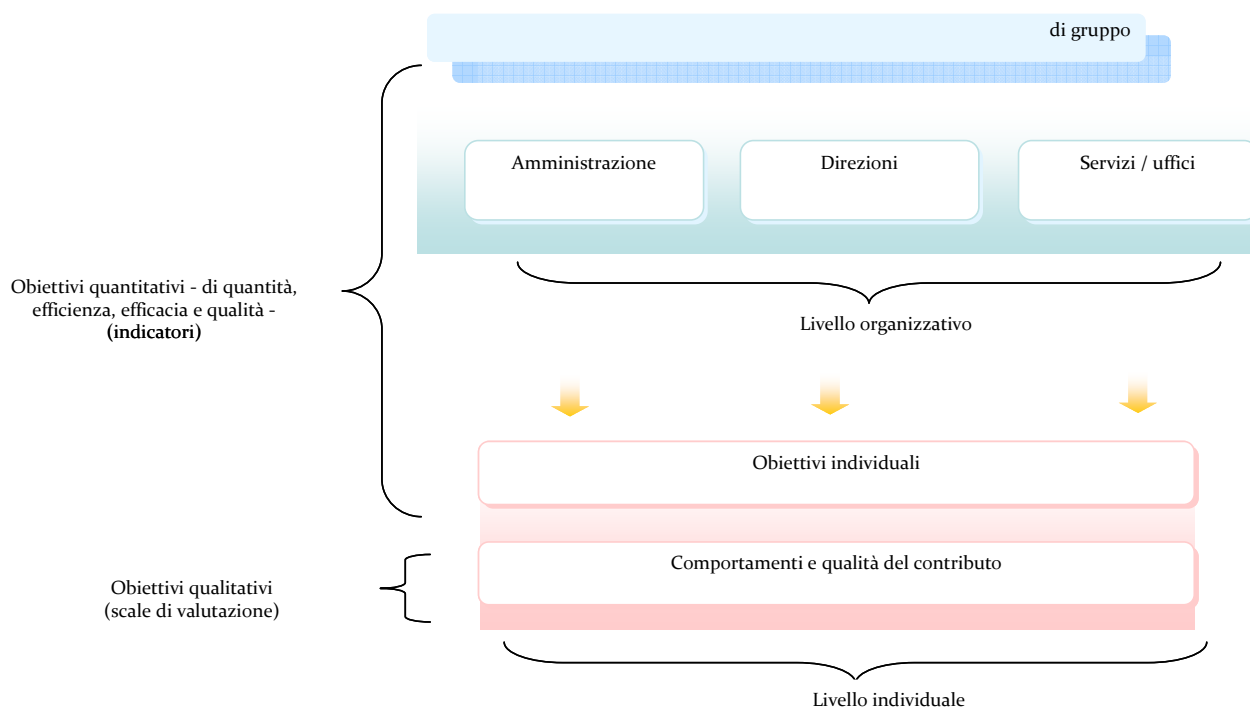 di gruppo
Amministrazione
Direzioni
Servizi / uffici
Obiettivi quantitativi - di quantità,
efficienza, efficacia e qualità -
(indicatori)
Livello organizzativo
Obiettivi individuali
Comportamenti e qualità del contributo
Obiettivi qualitativi
(scale di valutazione)
Livello individuale